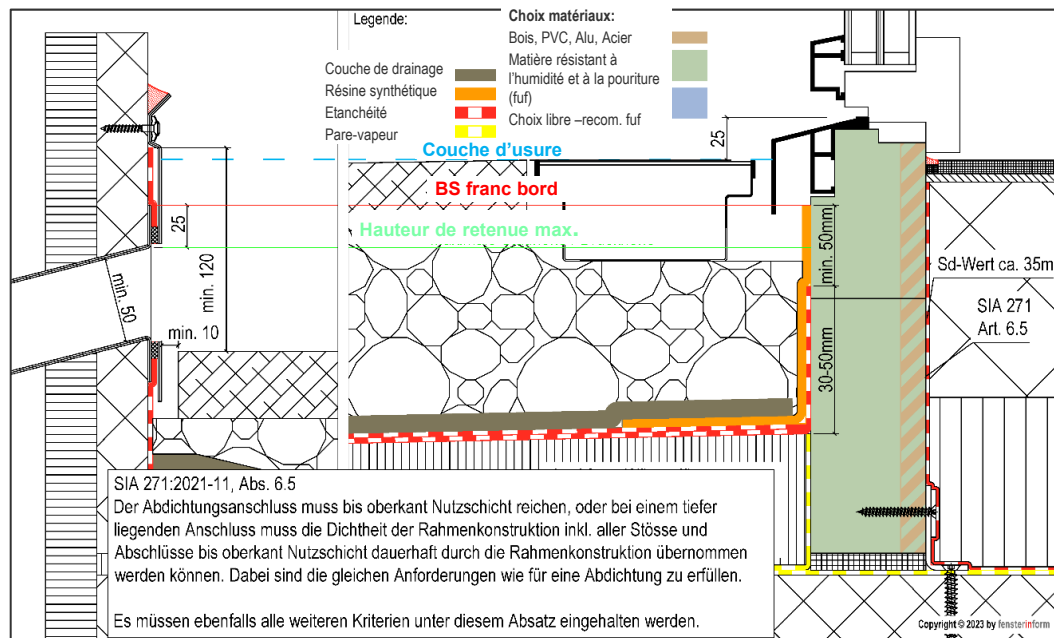 Legende:
Choix matériaux:
Bois, PVC, Alu, Acier
Matière résistant à
l'humidité et à la pouriture
(fuf)
Choix libre –recom. fuf
Couche de drainage
Résine synthétique
Etanchéité
Pare-vapeur
25
Couche d'usure
BS franc bord
Hauteur de retenue max.
25
min. 120
min. 50
min. 10
min. 50mm
30-50mm
Sd-Wert ca. 35m
SIA 271
Art. 6.5
SIA 271:2021-11, Abs. 6.5
Der Abdichtungsanschluss muss bis oberkant Nutzschicht reichen, oder bei einem tiefer
liegenden Anschluss muss die Dichtheit der Rahmenkonstruktion inkl. aller Stösse und
Abschlüsse bis oberkant Nutzschicht dauerhaft durch die Rahmenkonstruktion übernommen
werden können. Dabei sind die gleichen Anforderungen wie für eine Abdichtung zu erfüllen.
Es müssen ebenfalls alle weiteren Kriterien unter diesem Absatz eingehalten werden.
Copyright © 2023 by fensterinform